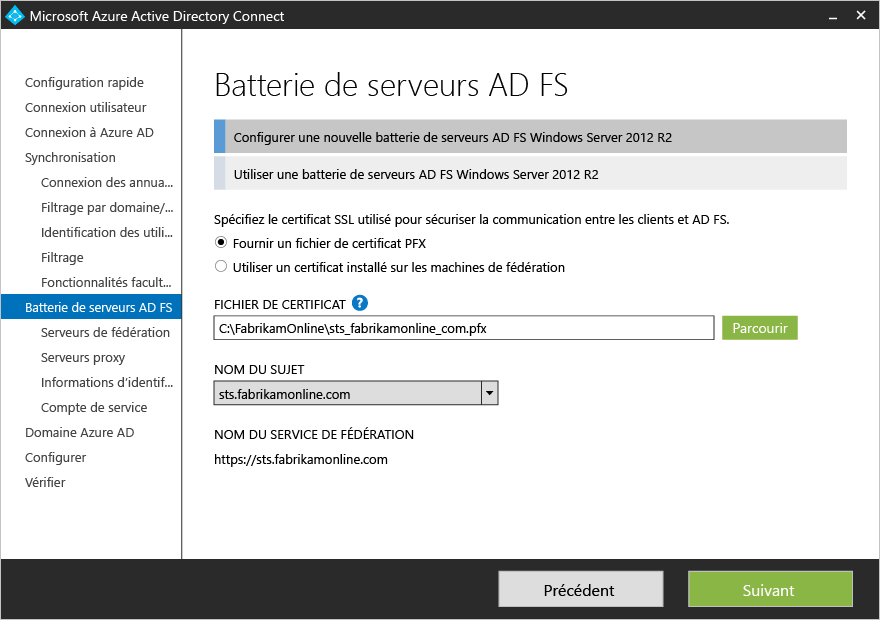 Microsoft Azure Active Directory Connect
Configuration rapide
Connexion utilisateur
Connexion à Azure AD
Synchronisation
Connexion des annua...
Filtrage par domaine/...
Identification des utili...
Filtrage
Fonctionnalités facult...
Batterie de serveurs AD FS
Serveurs de fédération
Serveurs proxy
Informations d'identif...
Compte de service
Domaine Azure AD
Configurer
Vérifier
Batterie de serveurs AD FS
Configurer une nouvelle batterie de serveurs AD FS Windows Server 2012 R2
Utiliser une batterie de serveurs AD FS Windows Server 2012 R2
Spécifiez le certificat SSL utilisé pour sécuriser la communication entre les clients et AD FS.
Fournir un fichier de certificat PFX
Utiliser un certificat installé sur les machines de fédération
FICHIER DE CERTIFICAT ?
C:\FabrikamOnline\sts_fabrikamonline_com.pfx
Parcourir
NOM DU SUJET
sts.fabrikamonline.com
NOM DU SERVICE DE FÉDÉRATION
https://sts.fabrikamonline.com
Précédent
Suivant